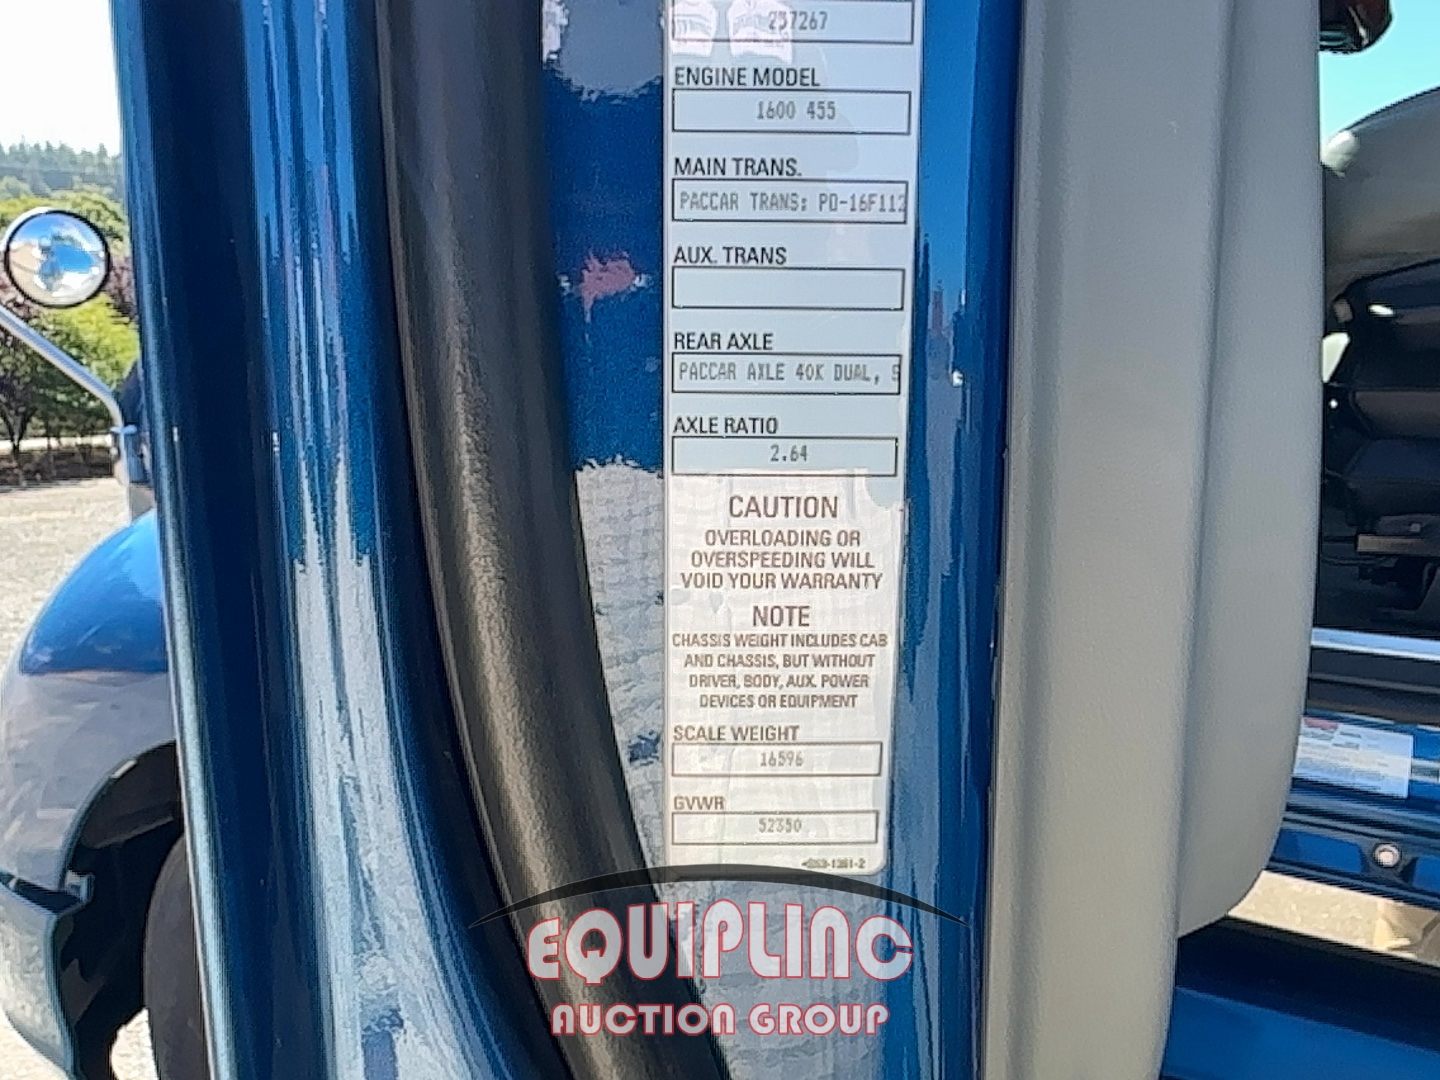 237267
ENGINE MODEL
1600 455
MAIN TRANS.
PACCAR TRANS: PO-16F112
AUX. TRANS
REAR AXLE
PACCAR AXLE 40K DUAL, S
AXLE RATIO
2.64
CAUTION
OVERLOADING OR
OVERSPEEDING WILL
VOID YOUR WARRANTY
NOTE
CHASSIS WEIGHT INCLUDES CAB
AND CHASSIS, BUT WITHOUT
DRIVER, BODY, AUX. POWER
DEVICES OR EQUIPMENT
SCALE WEIGHT
16596
GVWR
52350
EQUIPLINC
AUCTION GROUP